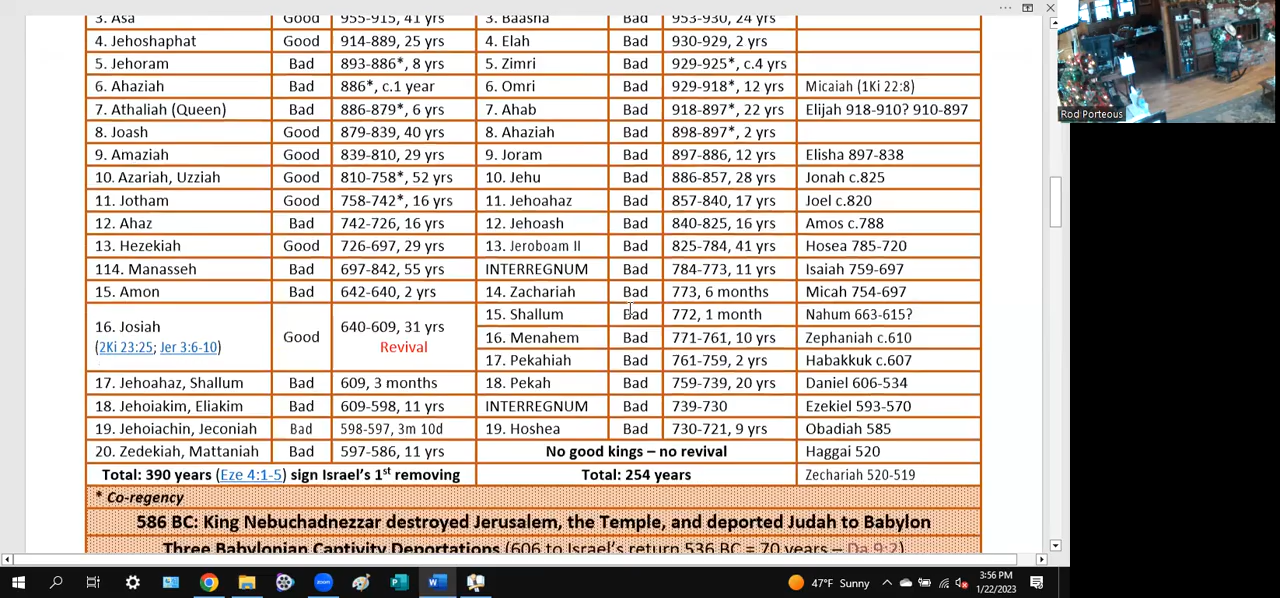 3. Asa Good 955-915, 41 yrs 3. Baasha Bad 953-930, 24 yrs
4. Jehoshaphat Good 914-889, 25 yrs 4. Elah Bad 930-929, 2 yrs
5. Jehoram Bad 893-886*, 8 yrs 5. Zimri Bad 929-925*, c.4 yrs
6. Ahaziah Bad 886*, c.1 year 6. Omri Bad 929-918*, 12 yrs Micaiah (1Ki 22:8)
7. Athaliah (Queen) Bad 886-879*, 6 yrs 7. Ahab Bad 918-897*, 22 yrs Elijah 918-910? 910-897
8. Joash Good 879-839, 40 yrs 8. Ahaziah Bad 898-897*, 2 yrs
9. Amaziah Good 839-810, 29 yrs 9. Joram Bad 897-886, 12 yrs Elisha 897-838
10. Azariah, Uzziah Good 810-758*, 52 yrs 10. Jehu Bad 886-857, 28 yrs Jonah c.825
11. Jotham Good 758-742*, 16 yrs 11. Jehoahaz Bad 857-840, 17 yrs Joel c.820
12. Ahaz Bad 742-726, 16 yrs 12. Jehoash Bad 840-825, 16 yrs Amos c.788
13. Hezekiah Good 726-697, 29 yrs 13. Jeroboam II Bad 825-784, 41 yrs Hosea 785-720
114. Manasseh Bad 697-842, 55 yrs INTERREGNUM Bad 784-773, 11 yrs Isaiah 759-697
15. Amon Bad 642-640, 2 yrs 14. Zachariah Bad 773, 6 months Micah 754-697
16. Josiah Good 640-609, 31 yrs 15. Shallum Bad 772, 1 month Nahum 663-615?
(2Ki 23:25; Jer 3:6-10) Revival 16. Menahem Bad 771-761, 10 yrs Zephaniah c.610
17. Pekahiah Bad 761-759, 2 yrs Habakkuk c.607
17. Jehoahaz, Shallum Bad 609, 3 months 18. Pekah Bad 759-739, 20 yrs Daniel 606-534
18. Jehoiakim, Eliakim Bad 609-598, 11 yrs INTERREGNUM Bad 739-730 Ezekiel 593-570
19. Jehoiachin, Jeconiah Bad 598-597, 3m 10d 19. Hoshea Bad 730-721, 9 yrs Obadiah 585
20. Zedekiah, Mattaniah Bad 597-586, 11 yrs No good kings – no revival Haggai 520
Total: 390 years (Eze 4:1-5) sign Israel's 1st removing Total: 254 years Zechariah 520-519
* Co-regency
586 BC: King Nebuchadnezzar destroyed Jerusalem, the Temple, and deported Judah to Babylon
Three Babylonian Captivity Deportations (606 to Israel's return 536 BC = 70 years – Da 9:2)
Rod Porteous
47°F Sunny
3:56 PM
1/22/2023